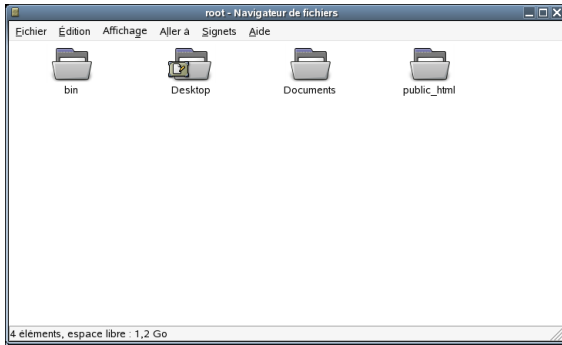 root - Navigateur de fichiers
Fichier Édition Affichage Aller à Signets Aide
bin Desktop Documents public_html
4 éléments, espace libre : 1,2 Go